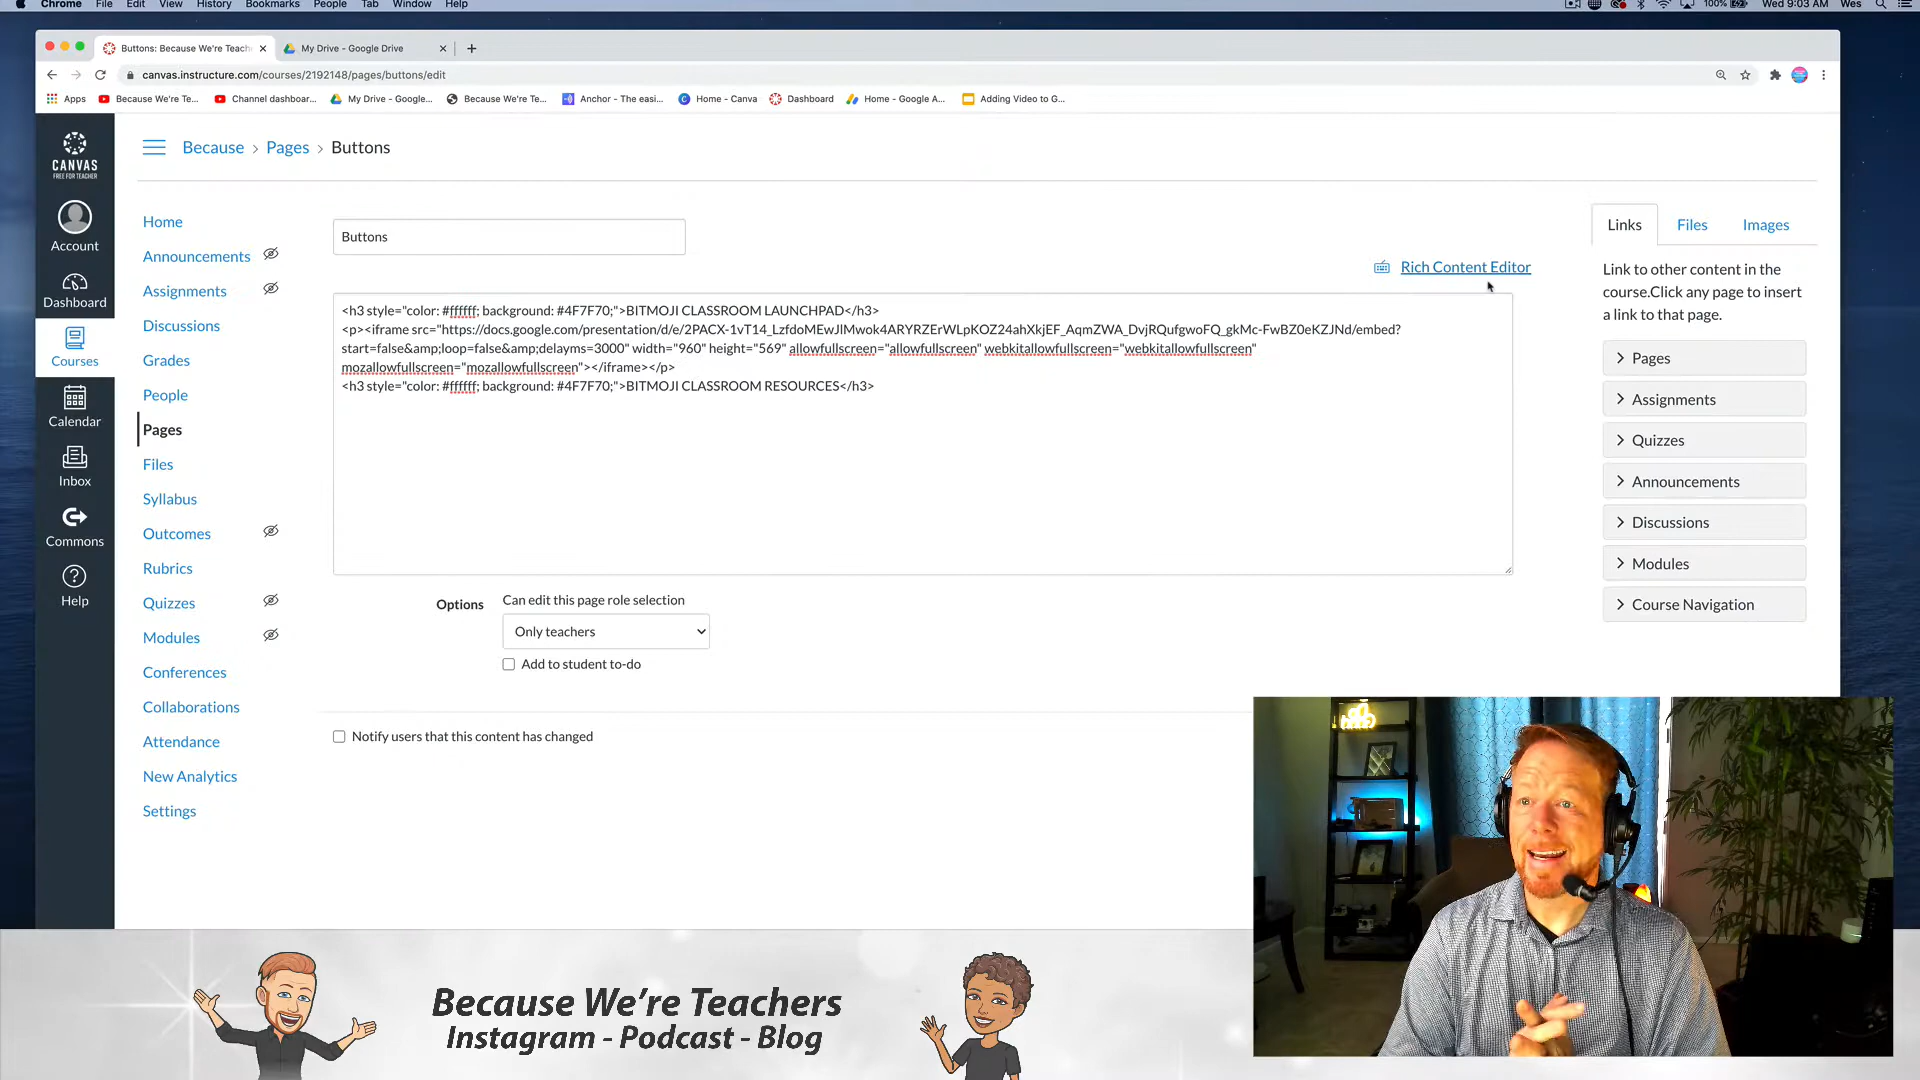 Chrome File Edit View History Bookmarks People Tab Window Help
100% Wed 9:03 AM Wes
Buttons: Because We're Teach
My Drive - Google Drive
canvas.instructure.com/courses/2192148/pages/buttons/edit
Apps
Because We're Te...
Channel dashboar...
My Drive - Google...
Because We're Te...
Anchor - The easi...
Home - Canva
Dashboard
Home - Google A...
Adding Video to G...
CANVAS
FREE FOR TEACHER
Account
Dashboard
Courses
Calendar
Inbox
Commons
Help
Because > Pages > Buttons
Home
Announcements
Assignments
Discussions
Grades
People
Pages
Files
Syllabus
Outcomes
Rubrics
Quizzes
Modules
Conferences
Collaborations
Attendance
New Analytics
Settings
Buttons
Rich Content Editor
<h3 style="color: #ffffff; background: #4F7F70;">BITMOJI CLASSROOM LAUNCHPAD</h3>
<p><iframe src="https://docs.google.com/presentation/d/e/2PACX-1vT14_LzfdoMEwJlMwok4ARYRZErWLpKOZ24ahXkjEF_AqmZWA_DvjRQufgwoFQ_gkMc-FwBZ0eKZJNd/embed?
start=false&amp;loop=false&amp;delayms=3000" width="960" height="569" allowfullscreen="allowfullscreen" webkitallowfullscreen="webkitallowfullscreen"
mozallowfullscreen="mozallowfullscreen"></iframe></p>
<h3 style="color: #ffffff; background: #4F7F70;">BITMOJI CLASSROOM RESOURCES</h3>
Options
Can edit this page role selection
Only teachers
Add to student to-do
Notify users that this content has changed
Links
Files
Images
Link to other content in the
course.Click any page to insert
a link to that page.
Pages
Assignments
Quizzes
Announcements
Discussions
Modules
Course Navigation
Because We're Teachers
Instagram - Podcast - Blog